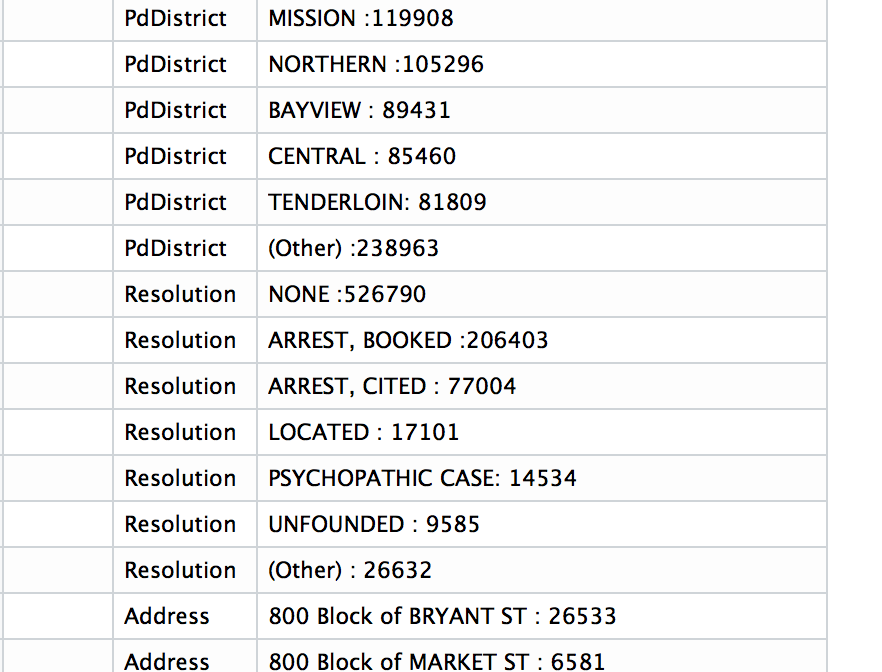 PdDistrict MISSION :119908
PdDistrict NORTHERN :105296
PdDistrict BAYVIEW : 89431
PdDistrict CENTRAL : 85460
PdDistrict TENDERLOIN: 81809
PdDistrict (Other) :238963
Resolution NONE :526790
Resolution ARREST, BOOKED :206403
Resolution ARREST, CITED : 77004
Resolution LOCATED : 17101
Resolution PSYCHOPATHIC CASE: 14534
Resolution UNFOUNDED : 9585
Resolution (Other) : 26632
Address 800 Block of BRYANT ST : 26533
Address 800 Block of MARKET ST : 6581